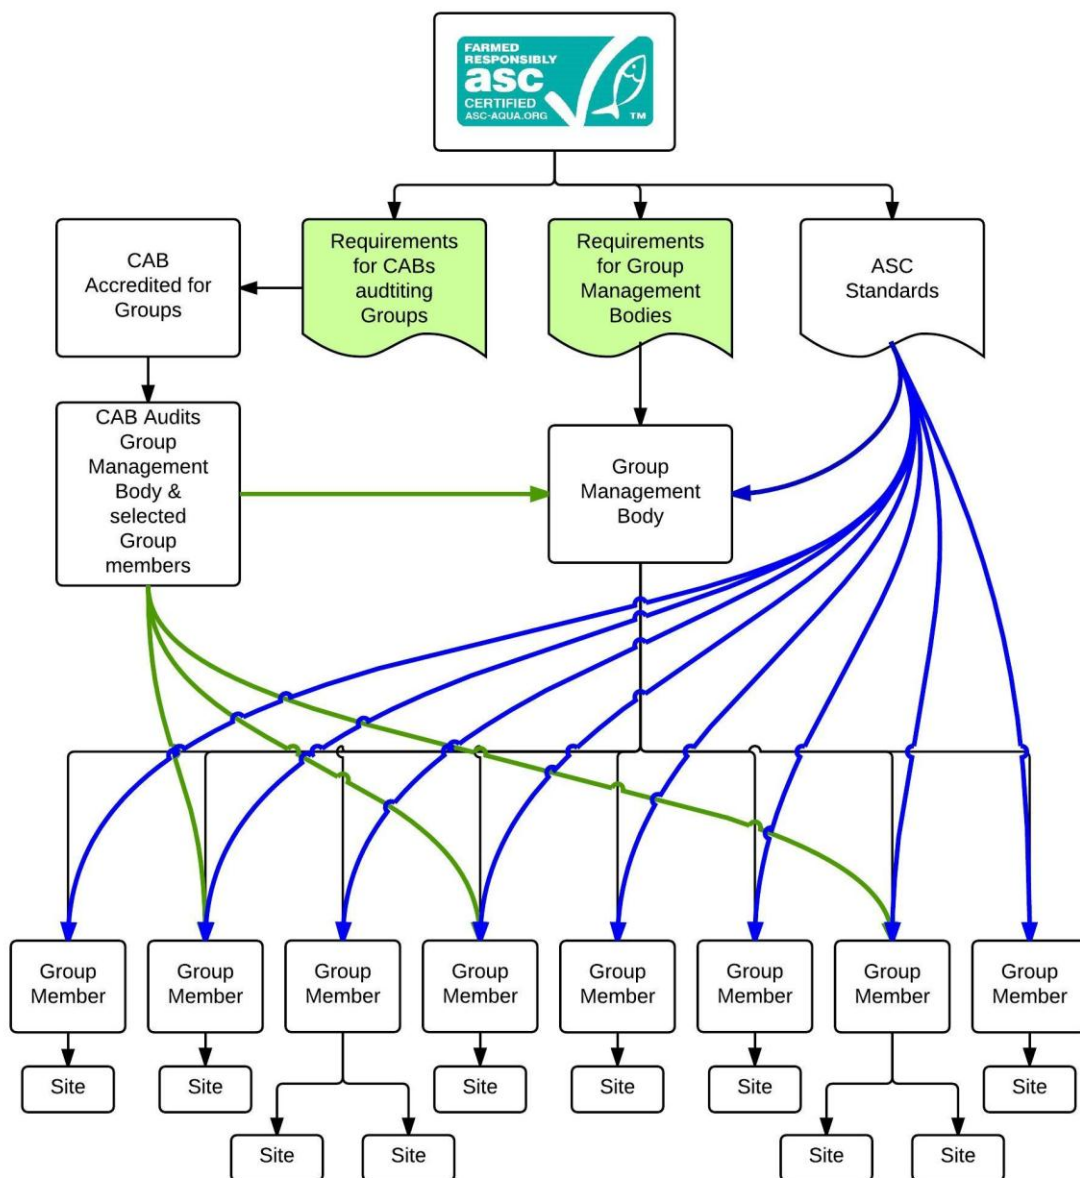 FARMED
RESPONSIBLY
asc
CERTIFIED
ASC-AQUA.ORG
TM
CAB
Accredited for
Groups
Requirements
for CABs
audtiting
Groups
Requirements
for Group
Management
Bodies
ASC
Standards
CAB Audits
Group
Management
Body &
selected
Group
members
Group
Management
Body
Group
Member
Group
Member
Group
Member
Group
Member
Group
Member
Group
Member
Group
Member
Group
Member
Site
Site
Site
Site
Site
Site
Site
Site
Site
Site